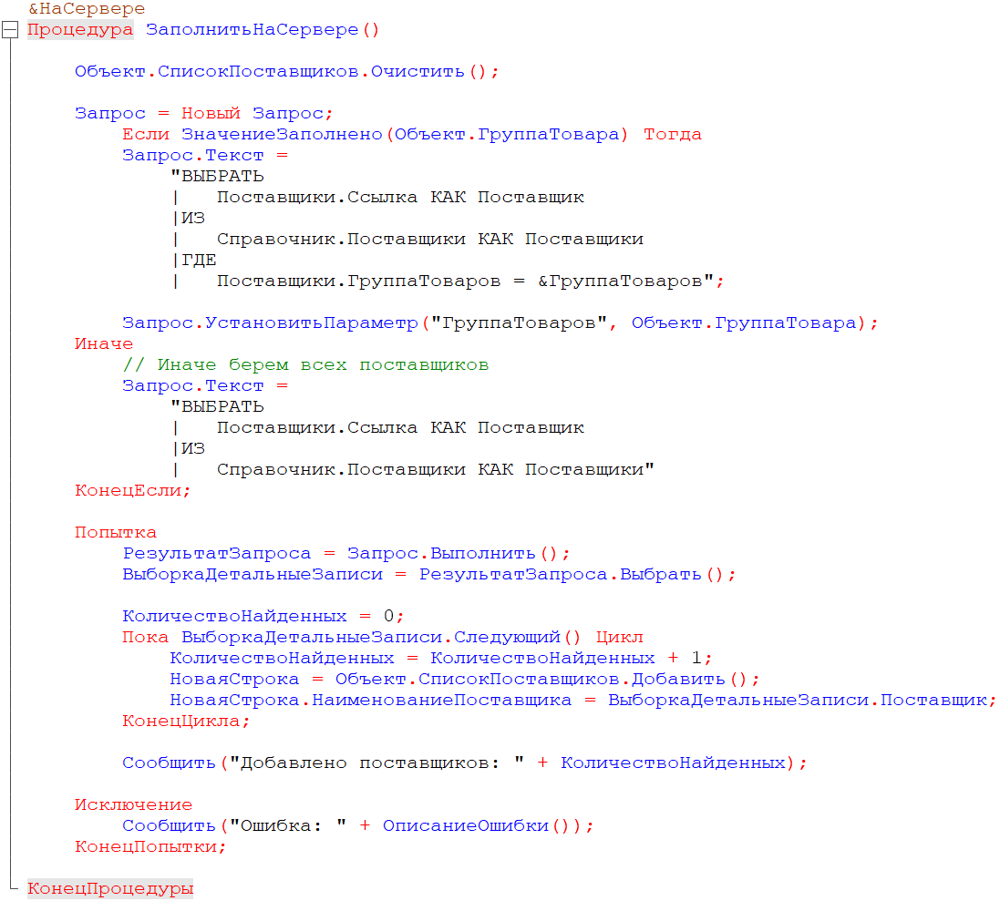 &НаСервере
Процедура ЗаполнитьНаСервере()
Объект.СписокПоставщиков.Очистить();
Запрос = Новый Запрос;
Если ЗначениеЗаполнено(Объект.ГруппаТовара) Тогда
Запрос.Текст =
"ВЫБРАТЬ
|   Поставщики.Ссылка КАК Поставщик
|ИЗ
|   Справочник.Поставщики КАК Поставщики
|ГДЕ
|   Поставщики.ГруппаТоваров = &ГруппаТоваров";
Запрос.УстановитьПараметр("ГруппаТоваров", Объект.ГруппаТовара);
Иначе
// Иначе берем всех поставщиков
Запрос.Текст =
"ВЫБРАТЬ
|   Поставщики.Ссылка КАК Поставщик
|ИЗ
|   Справочник.Поставщики КАК Поставщики"
КонецЕсли;
Попытка
РезультатЗапроса = Запрос.Выполнить();
ВыборкаДетальныеЗаписи = РезультатЗапроса.Выбрать();
КоличествоНайденных = 0;
Пока ВыборкаДетальныеЗаписи.Следующий() Цикл
КоличествоНайденных = КоличествоНайденных + 1;
НоваяСтрока = Объект.СписокПоставщиков.Добавить();
НоваяСтрока.НаименованиеПоставщика = ВыборкаДетальныеЗаписи.Поставщик;
КонецЦикла;
Сообщить("Добавлено поставщиков: " + КоличествоНайденных);
Исключение
Сообщить("Ошибка: " + ОписаниеОшибки());
КонецПопытки;
КонецПроцедуры